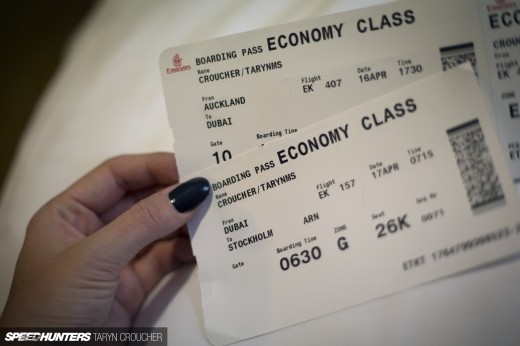 Emirates
BOARDING PASS ECONOMY CLASS
Name
CROUCHER/TARYNMS
From Flight Date Time
AUCKLAND EK 407 16APR 1730
To
DUBAI
Gate Boarding Time
10
BOARDING PASS ECONOMY CLASS
Name
CROUCHER/TARYNMS
From Flight Date Time
DUBAI EK 157 17APR 0715
To
STOCKHOLM ARN
Gate Boarding Time ZONE Seat Seq No
0630 G 26K 0071
ETKT
ECONO
SPEEDHUNTERS TARYN CROUCHER